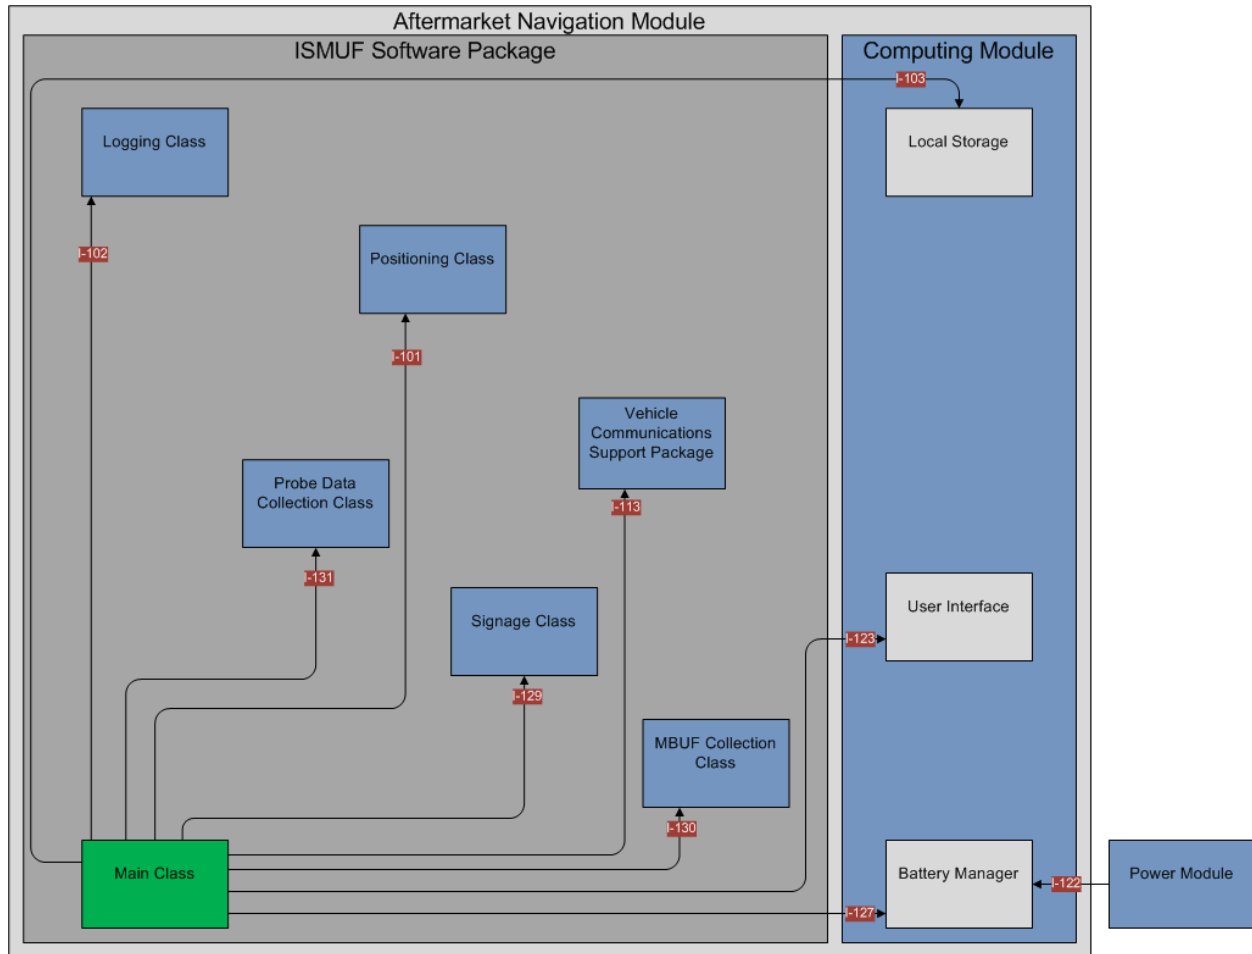 Aftermarket Navigation Module
ISMUF Software Package
Computing Module
I-103
Logging Class
Local Storage
I-102
Positioning Class
I-101
Vehicle
Communications
Support Package
Probe Data
Collection Class
I-113
I-131
Signage Class
User Interface
I-123
I-129
MBUF Collection
Class
I-130
Main Class
Battery Manager
I-122
Power Module
I-127